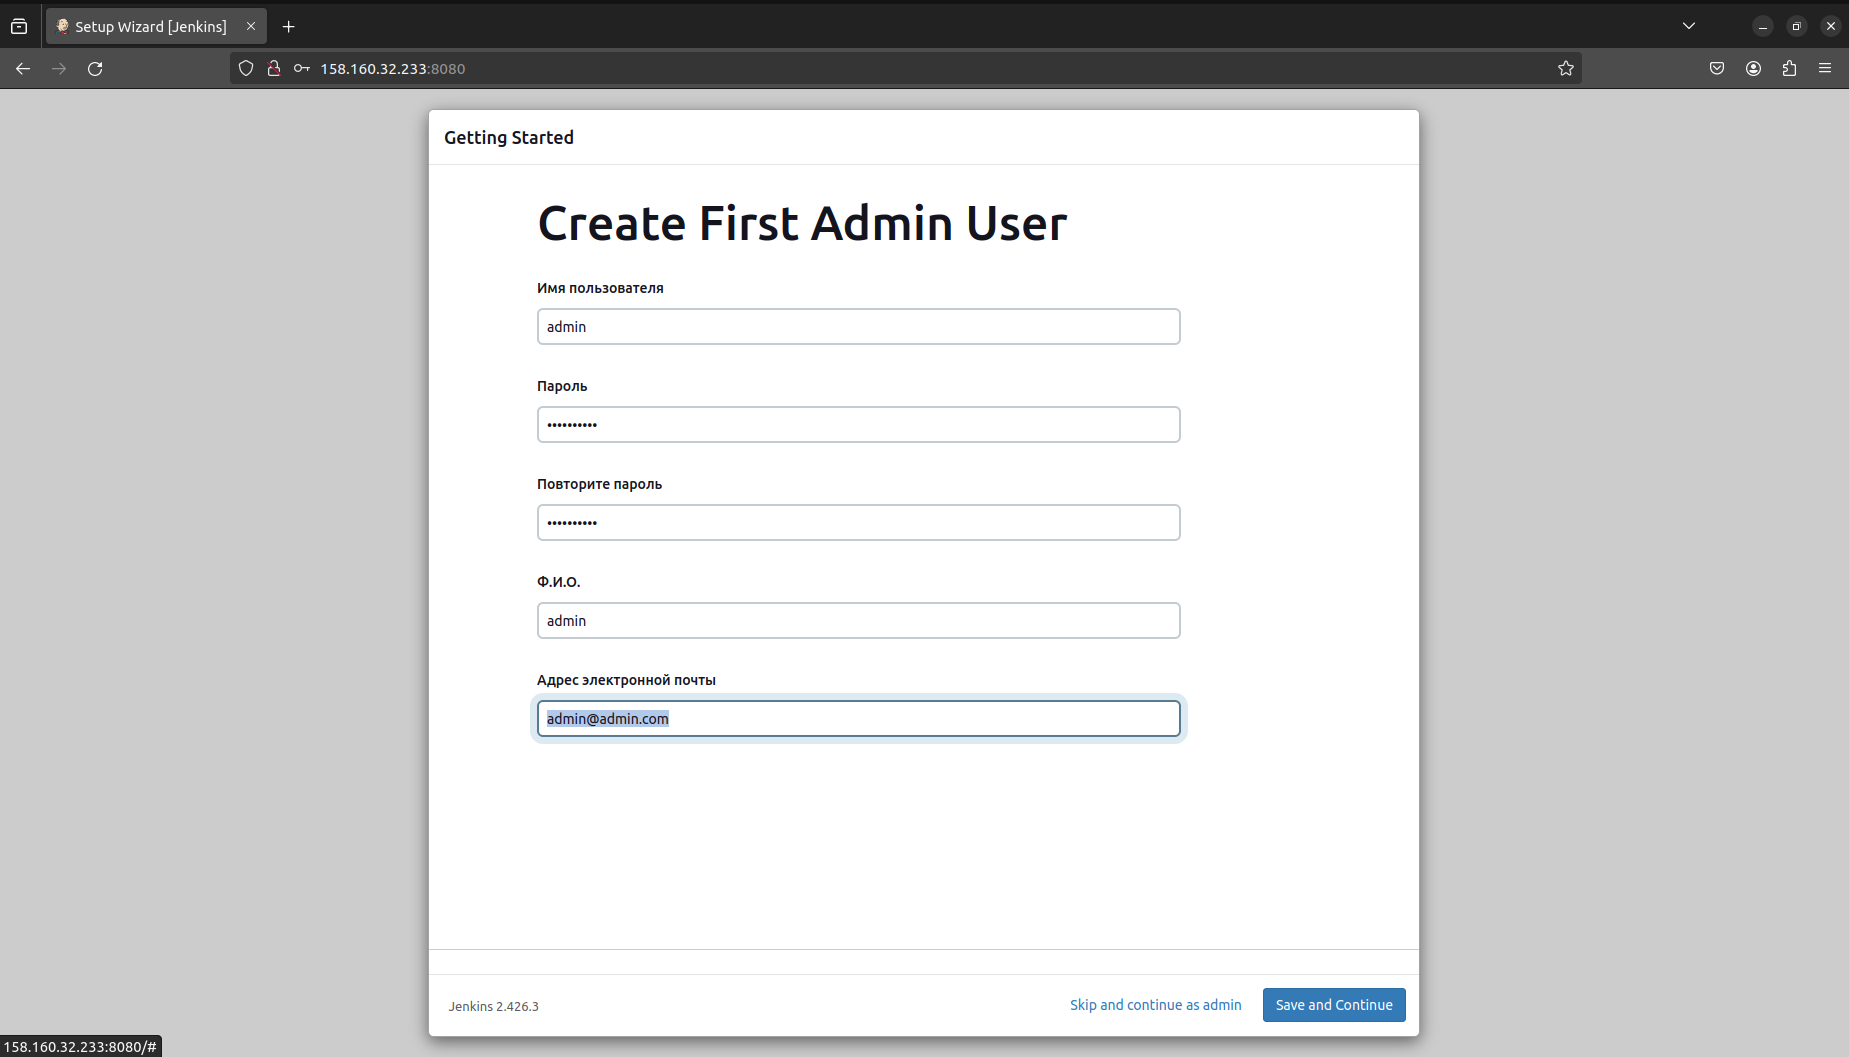 Setup Wizard [Jenkins]
158.160.32.233:8080
Getting Started
Create First Admin User
Имя пользователя
admin
Пароль
••••••••••
Повторите пароль
••••••••••
Ф.И.О.
admin
Адрес электронной почты
admin@admin.com
Jenkins 2.426.3
Skip and continue as admin
Save and Continue
158.160.32.233:8080/#